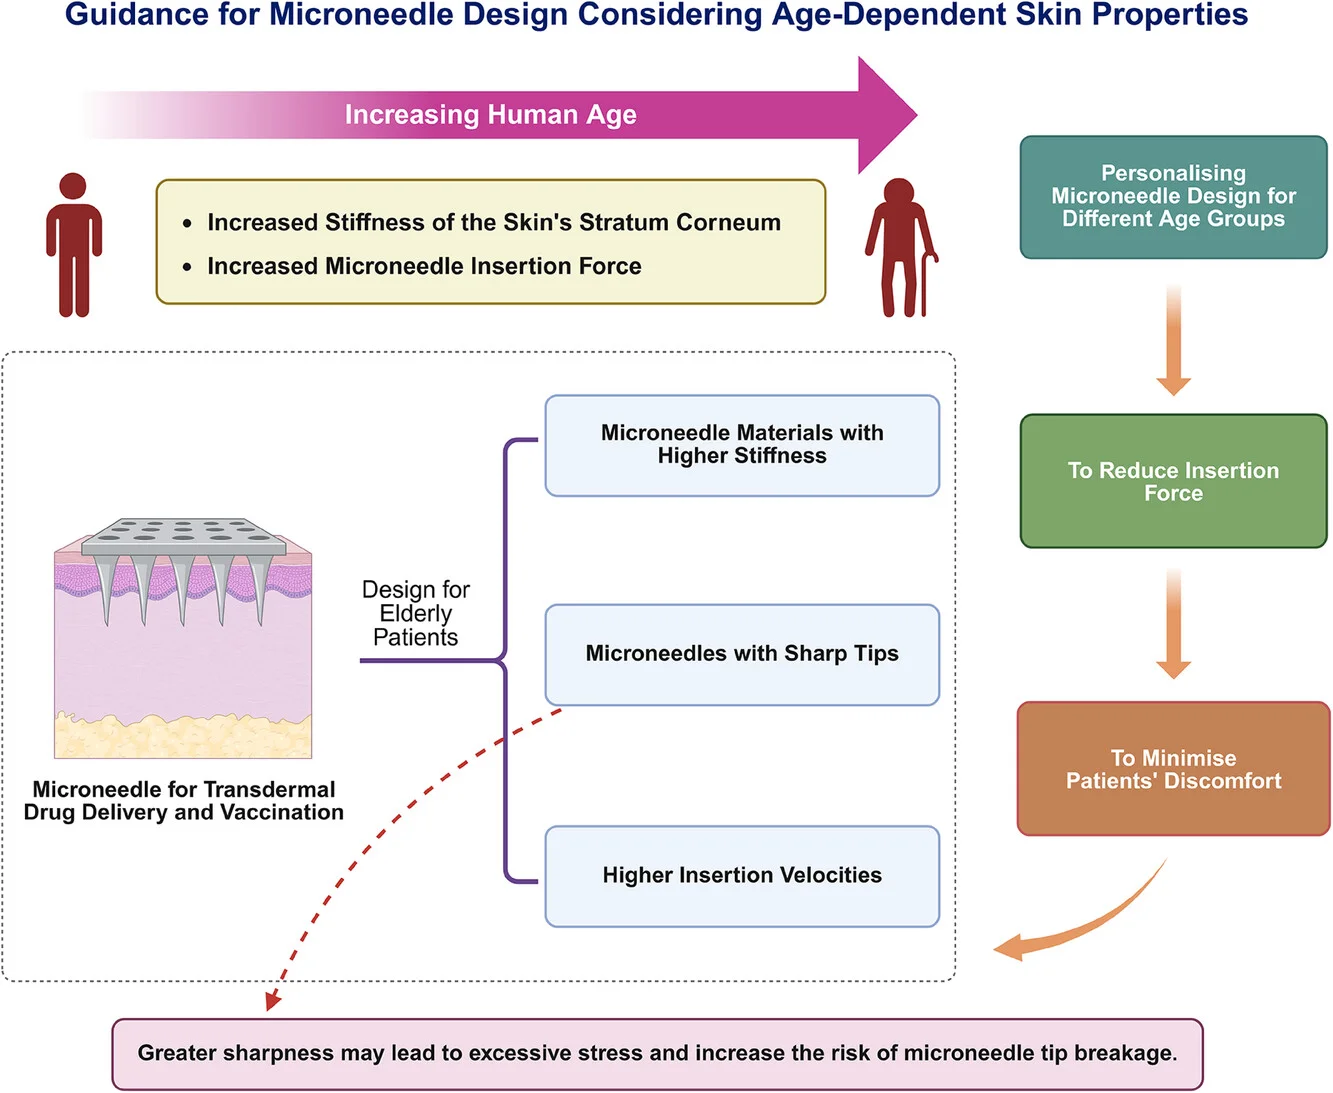 Guidance for Microneedle Design Considering Age-Dependent Skin Properties
Increasing Human Age
• Increased Stiffness of the Skin's Stratum Corneum
• Increased Microneedle Insertion Force
Personalising
Microneedle Design for
Different Age Groups
To Reduce Insertion
Force
To Minimise
Patients' Discomfort
Microneedle for Transdermal
Drug Delivery and Vaccination
Design for
Elderly
Patients
Microneedle Materials with
Higher Stiffness
Microneedles with Sharp Tips
Higher Insertion Velocities
Greater sharpness may lead to excessive stress and increase the risk of microneedle tip breakage.